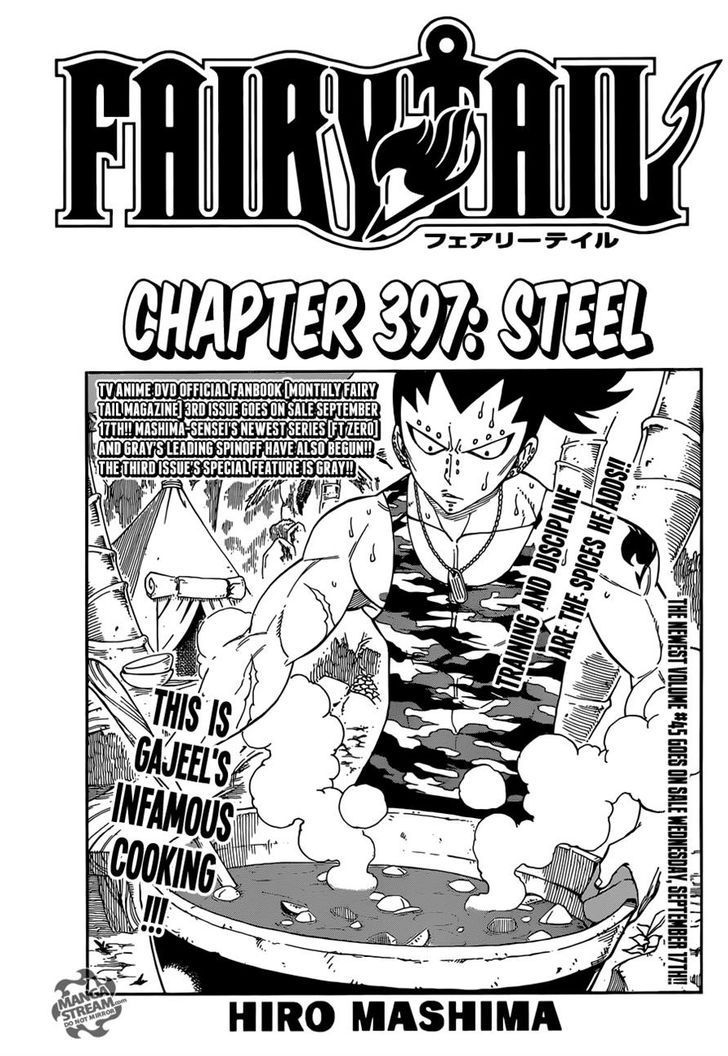 FAIRY TAIL
フェアリーテイル
CHAPTER 397: STEEL
TV ANIME DVD OFFICIAL FANBOOK [MONTHLY FAIRY
TAIL MAGAZINE] 3RD ISSUE GOES ON SALE SEPTEMBER
17TH!! MASHIMA-SENSEI'S NEWEST SERIES [FT ZERO]
AND GRAY'S LEADING SPINOFF HAVE ALSO BEGUN!!
THE THIRD ISSUE'S SPECIAL FEATURE IS GRAY!!
TRAINING AND DISCIPLINE
ARE THE SPICES HE ADDS!!
THE NEWEST VOLUME #45 GOES ON SALE WEDNESDAY, SEPTEMBER 17TH!!
THIS IS
GAJEEL'S
INFAMOUS
COOKING
!!!
MANGA
STREAM.com
DO NOT MIRROR
HIRO MASHIMA